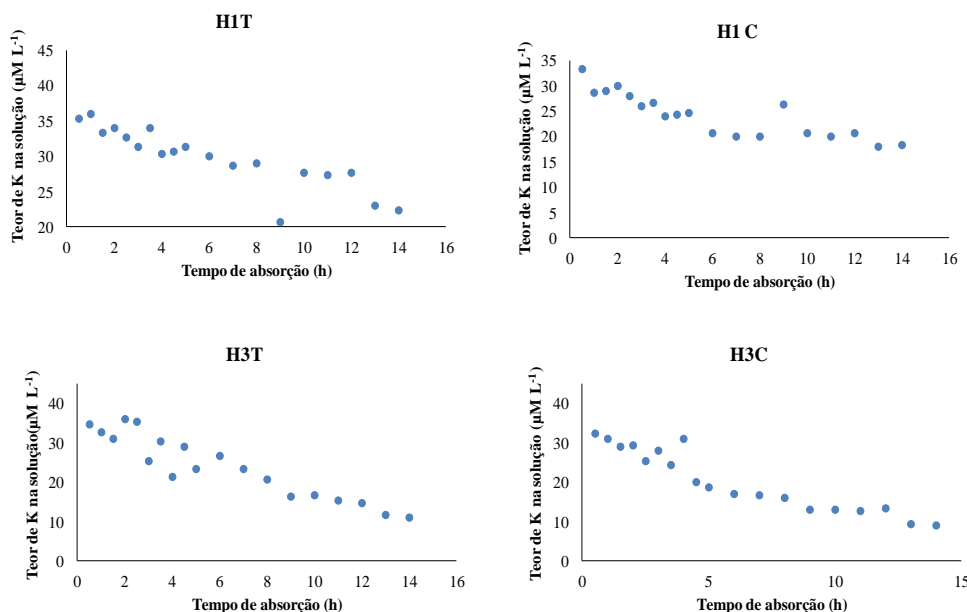 H1T
Teor de K na solução (µM L-1)
45
40
35
30
25
20
0 2 4 6 8 10 12 14 16
Tempo de absorção (h)
H1 C
Teor de K na solução (µM L-1)
35
30
25
20
15
10
5
0
0 2 4 6 8 10 12 14 16
Tempo de absorção (h)
H3T
Teor de K na solução(µM L-1)
40
30
20
10
0
0 2 4 6 8 10 12 14 16
Tempo de absorção (h)
H3C
Teor de K na solução (µM L-1)
40
30
20
10
0
0 5 10 15
Tempo de absorção (h)